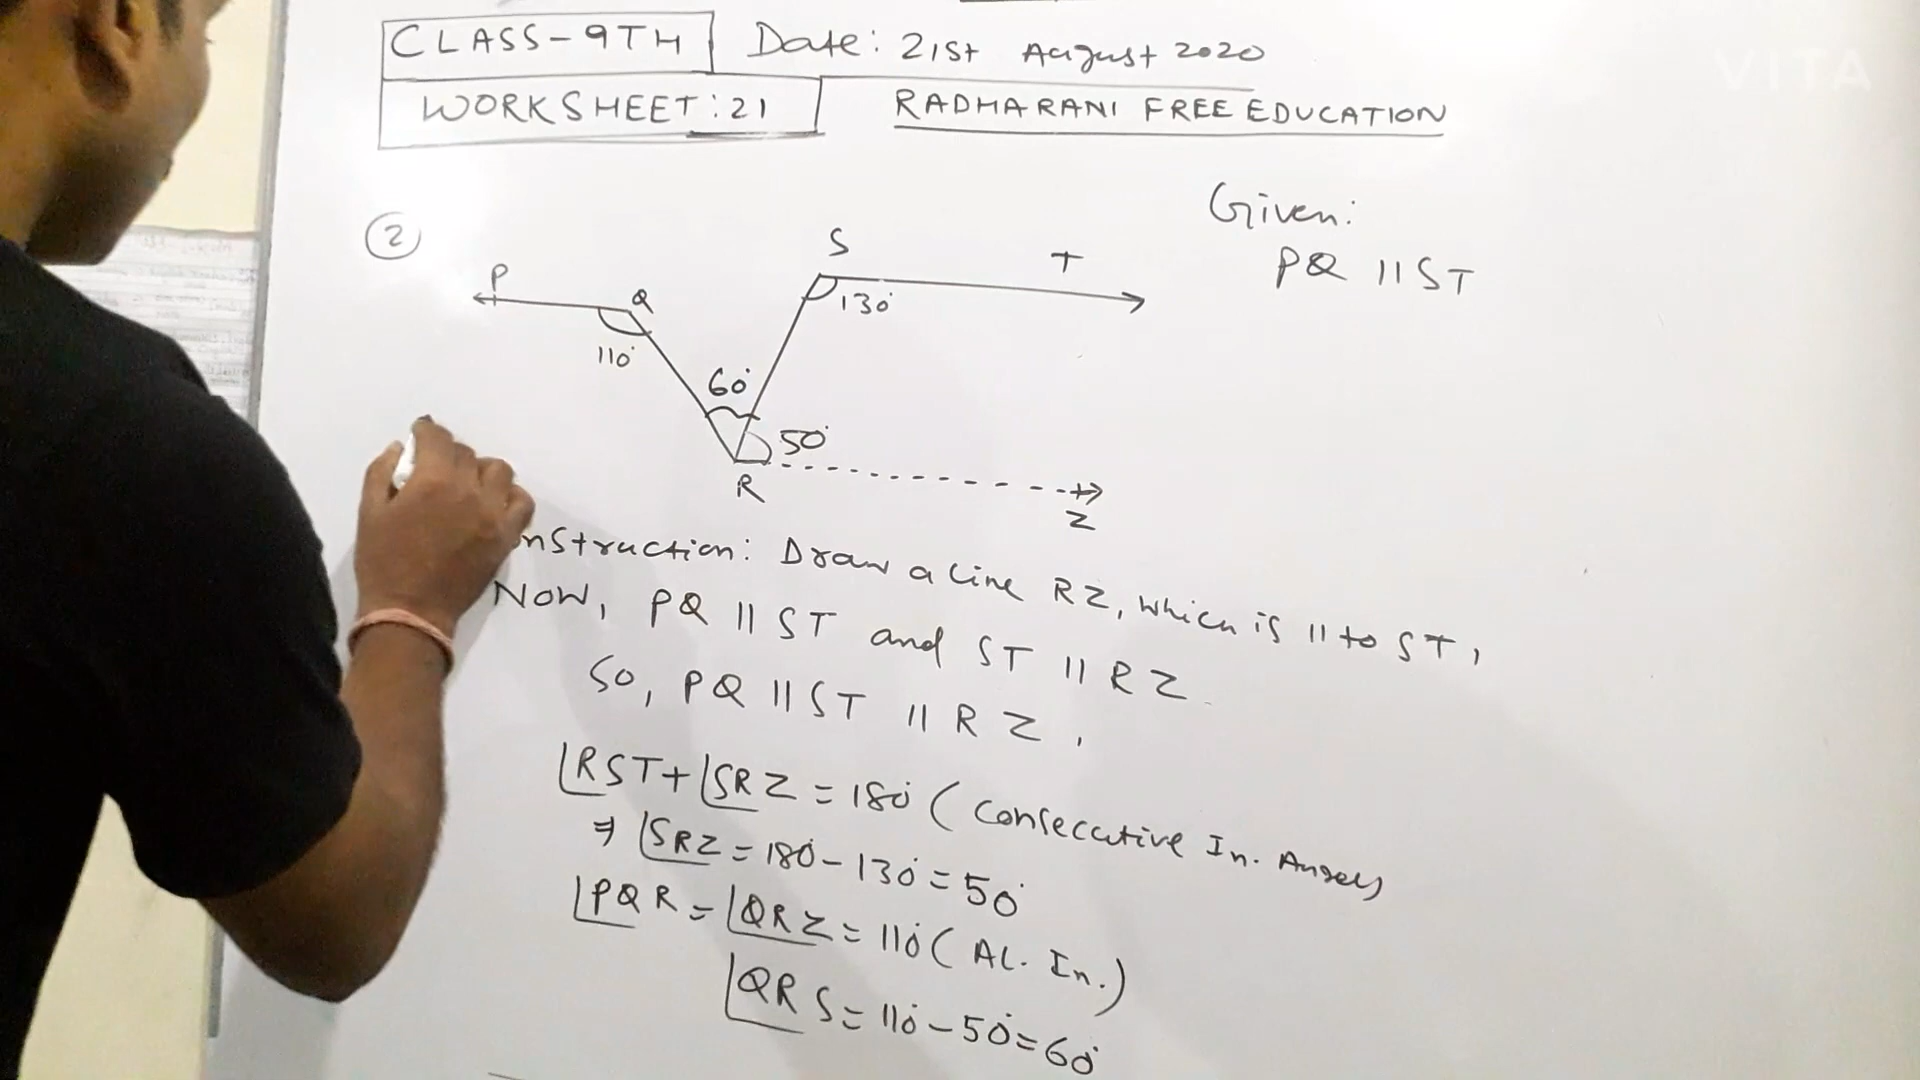 CLASS-9TH Date: 21st August 2020
WORKSHEET:21 RADHARANI FREE EDUCATION
VITA
Given:
PQ || ST
2
S
T
P
Q
130°
110°
60°
50°
R
Z
nstruction: Draw a line RZ, which is || to ST,
Now, PQ || ST and ST || RZ.
So, PQ || ST || RZ,
∠RST + ∠SRZ = 180° ( Consecutive In. Angels
⇒ ∠SRZ = 180° - 130° = 50°
∠PQR = ∠QRZ = 110° ( AL. In.)
∠QRS = 110° - 50° = 60°